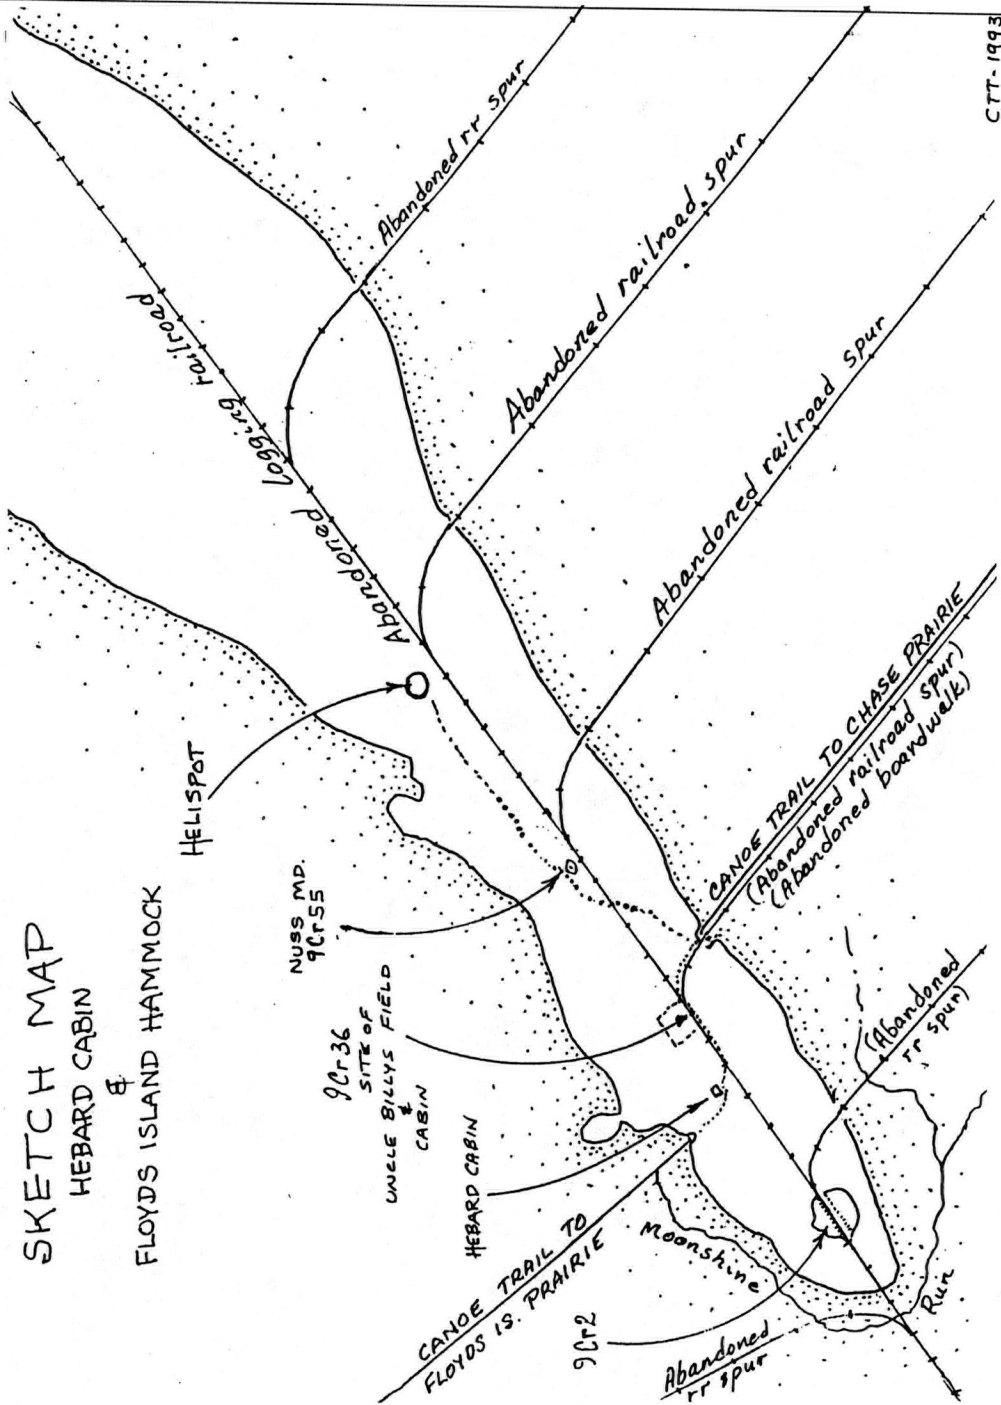 SKETCH MAP
HEBARD CABIN
&
FLOYDS ISLAND HAMMOCK
HELISPOT
NUSS MD.
9Cr55
9Cr36
SITE OF
UNCLE BILLYS FIELD
&
CABIN
HEBARD CABIN
CANOE TRAIL TO
FLOYDS IS. PRAIRIE
Moonshine
Run
9Cr2
Abandoned
rr spur
Abandoned logging railroad
Abandoned rr spur
Abandoned railroad spur
Abandoned railroad spur
CANOE TRAIL TO CHASE PRAIRIE
(Abandoned railroad spur)
(Abandoned boardwalk)
(Abandoned
rr spur)
CTT-1993